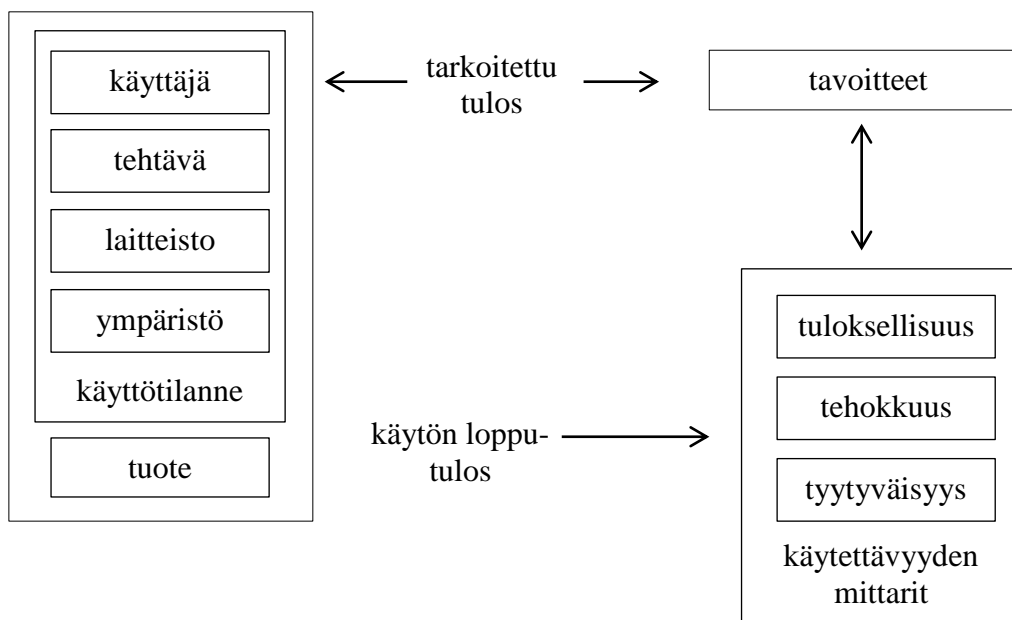 käyttäjä
tehtävä
laitteisto
ympäristö
käyttötilanne
tuote
tarkoitettu
tulos
käytön loppu-
tulos
tavoitteet
tuloksellisuus
tehokkuus
tyytyväisyys
käytettävyyden
mittarit